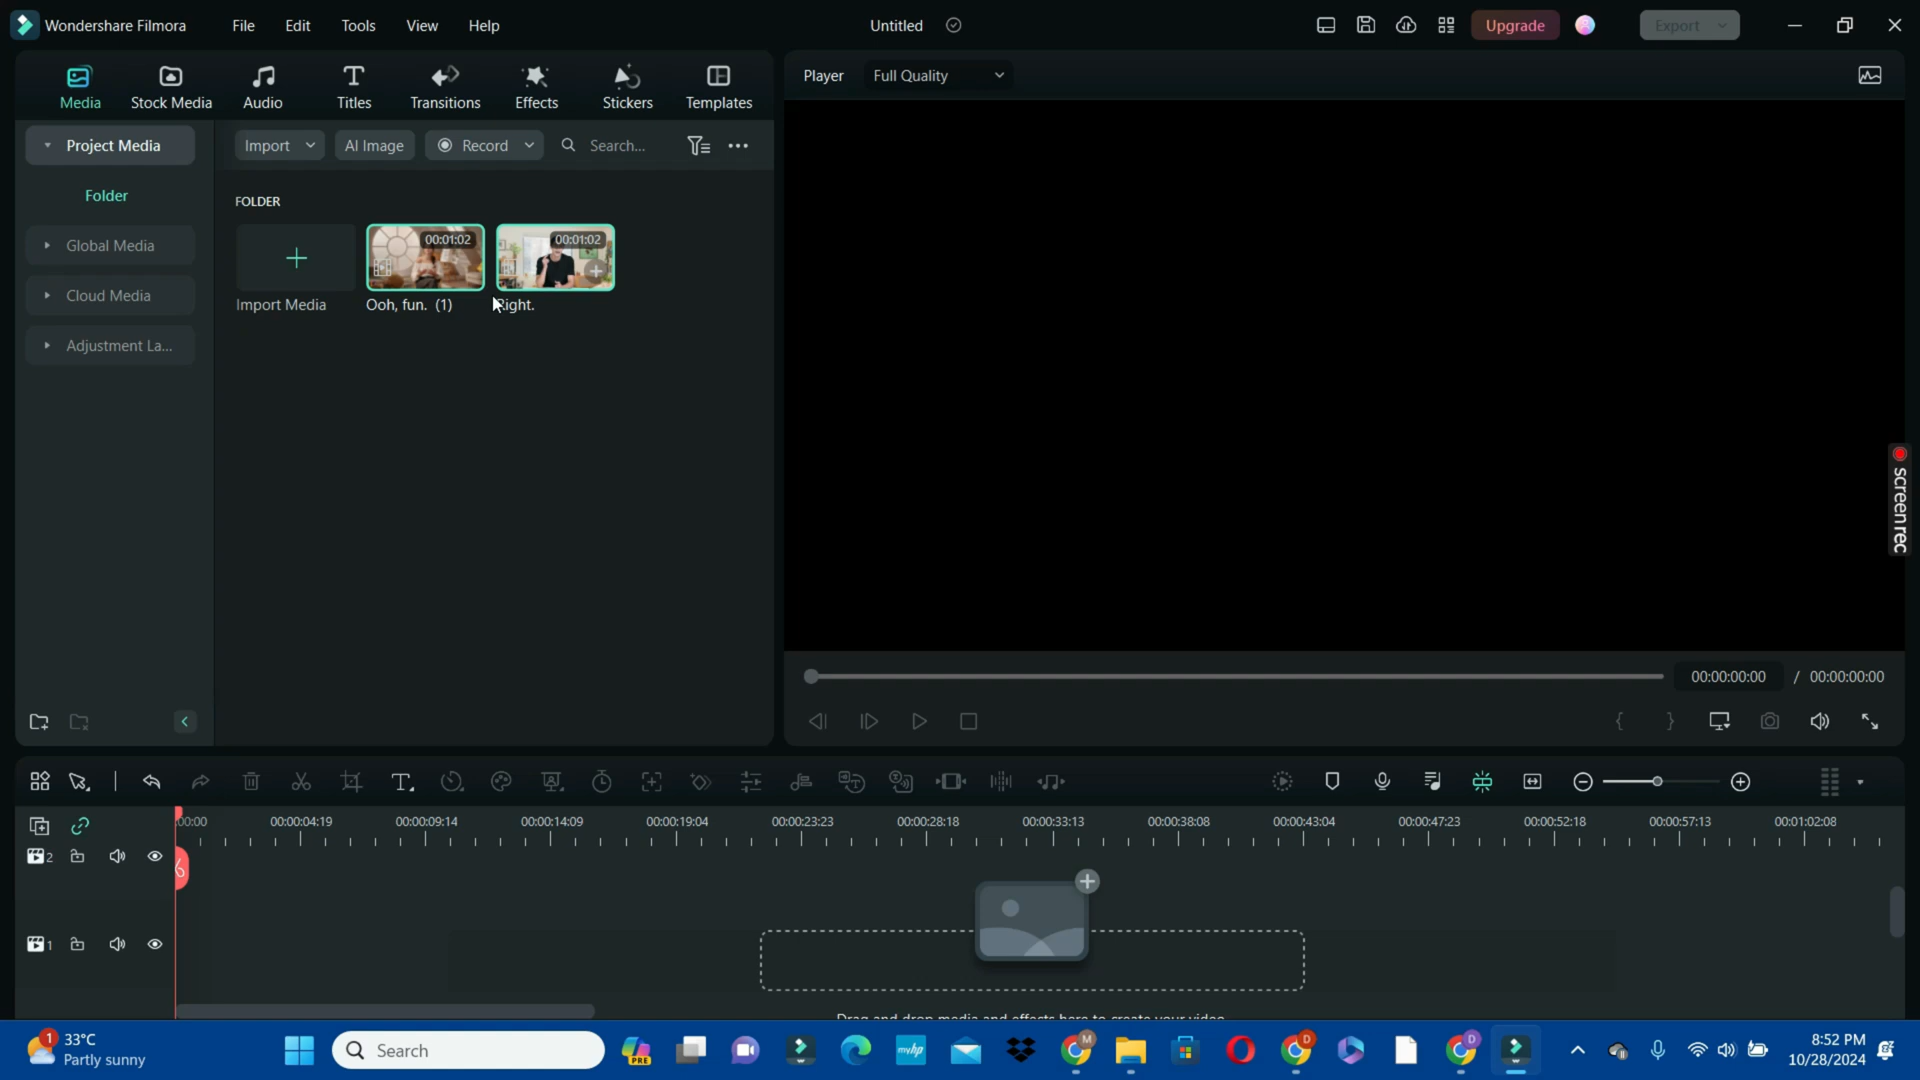 Wondershare Filmora
File
Edit
Tools
View
Help
Untitled
Upgrade
Export
Media
Stock Media
Audio
Titles
Transitions
Effects
Stickers
Templates
Player
Full Quality
Project Media
Folder
Global Media
Cloud Media
Adjustment La...
Import
AI Image
Record
Search...
FOLDER
00:01:02
00:01:02
Import Media
Ooh, fun. (1)
Right.
screenrec
00:00:00:00 / 00:00:00:00
:00:00
00:00:04:19
00:00:09:14
00:00:14:09
00:00:19:04
00:00:23:23
00:00:28:18
00:00:33:13
00:00:38:08
00:00:43:04
00:00:47:23
00:00:52:18
00:00:57:13
00:01:02:08
2
1
Drag and drop media and effects here to create your video.
1
33°C
Partly sunny
Search
PRE
myhp
M
D
D
8:52 PM
10/28/2024